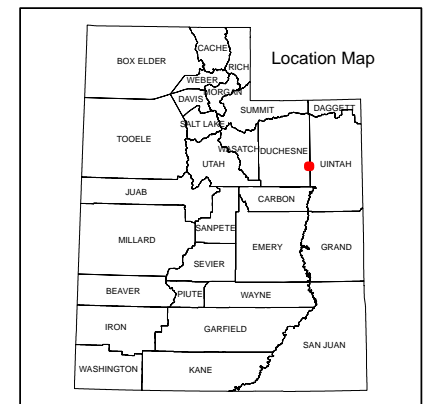 Location Map
CACHE
BOX ELDER
RICH
WEBER
MORGAN
DAVIS
SUMMIT
DAGGETT
SALT LAKE
TOOELE
WASATCH
DUCHESNE
UTAH
UINTAH
JUAB
CARBON
SANPETE
MILLARD
EMERY
GRAND
SEVIER
BEAVER
PIUTE
WAYNE
IRON
GARFIELD
SAN JUAN
WASHINGTON
KANE